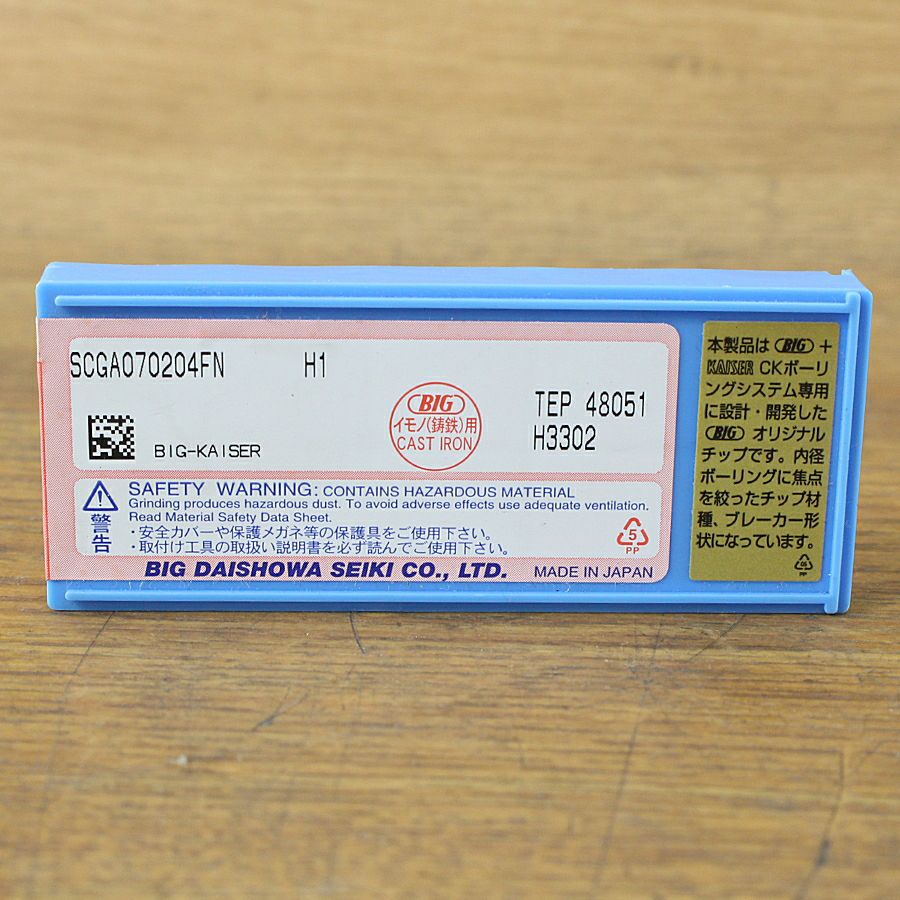 SCGA070204FN H1
BIG
イモノ(鋳鉄)用
CAST IRON
TEP 48051
H3302
BIG-KAISER
警告
SAFETY WARNING: CONTAINS HAZARDOUS MATERIAL
Grinding produces hazardous dust. To avoid adverse effects use adequate ventilation.
Read Material Safety Data Sheet.
・安全カバーや保護メガネ等の保護具をご使用下さい。
・取付け工具の取扱い説明書を必ず読んでご使用下さい。
5
PP
BIG DAISHOWA SEIKI CO., LTD. MADE IN JAPAN
本製品は BIG +
KAISER CKボーリ
ングシステム専用
に設計・開発した
BIG オリジナル
チップです。内径
ボーリングに焦点
を絞ったチップ材
種、ブレーカー形
状になっています。
05
PP